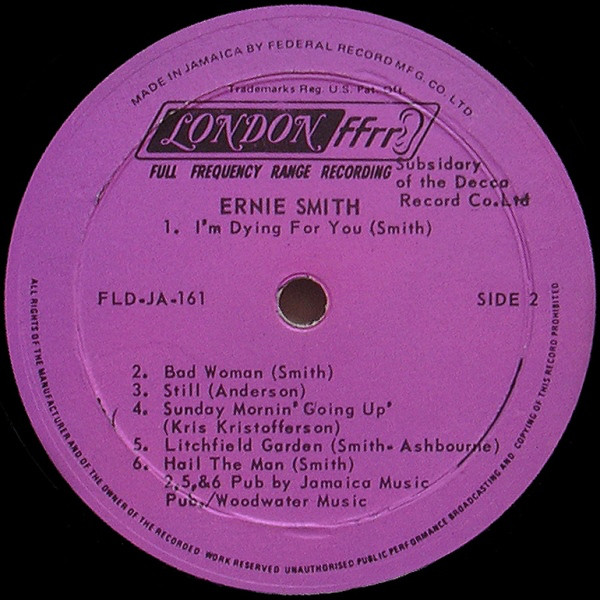 MADE IN JAMAICA BY FEDERAL RECORD MFG. CO. LTD.
Trademarks Reg. U.S. Pat. Off.
LONDON ffrr
FULL FREQUENCY RANGE RECORDING
Subsidary
of the Decca
Record Co.Ltd
ERNIE SMITH
1. I'm Dying For You (Smith)
FLD-JA-161
SIDE 2
2. Bad Woman (Smith)
3. Still (Anderson)
4. Sunday Mornin' Going Up'
(Kris Kristofferson)
5. Litchfield Garden (Smith-Ashbourne)
6. Hail The Man (Smith)
2,5,&6 Pub by Jamaica Music
Pub./Woodwater Music
ALL RIGHTS OF THE MANUFACTURER AND OF THE OWNER OF THE RECORDED WORK RESERVED UNAUTHORISED PUBLIC PERFORMANCE BROADCASTING AND COPYING OF THIS RECORD PROHIBITED